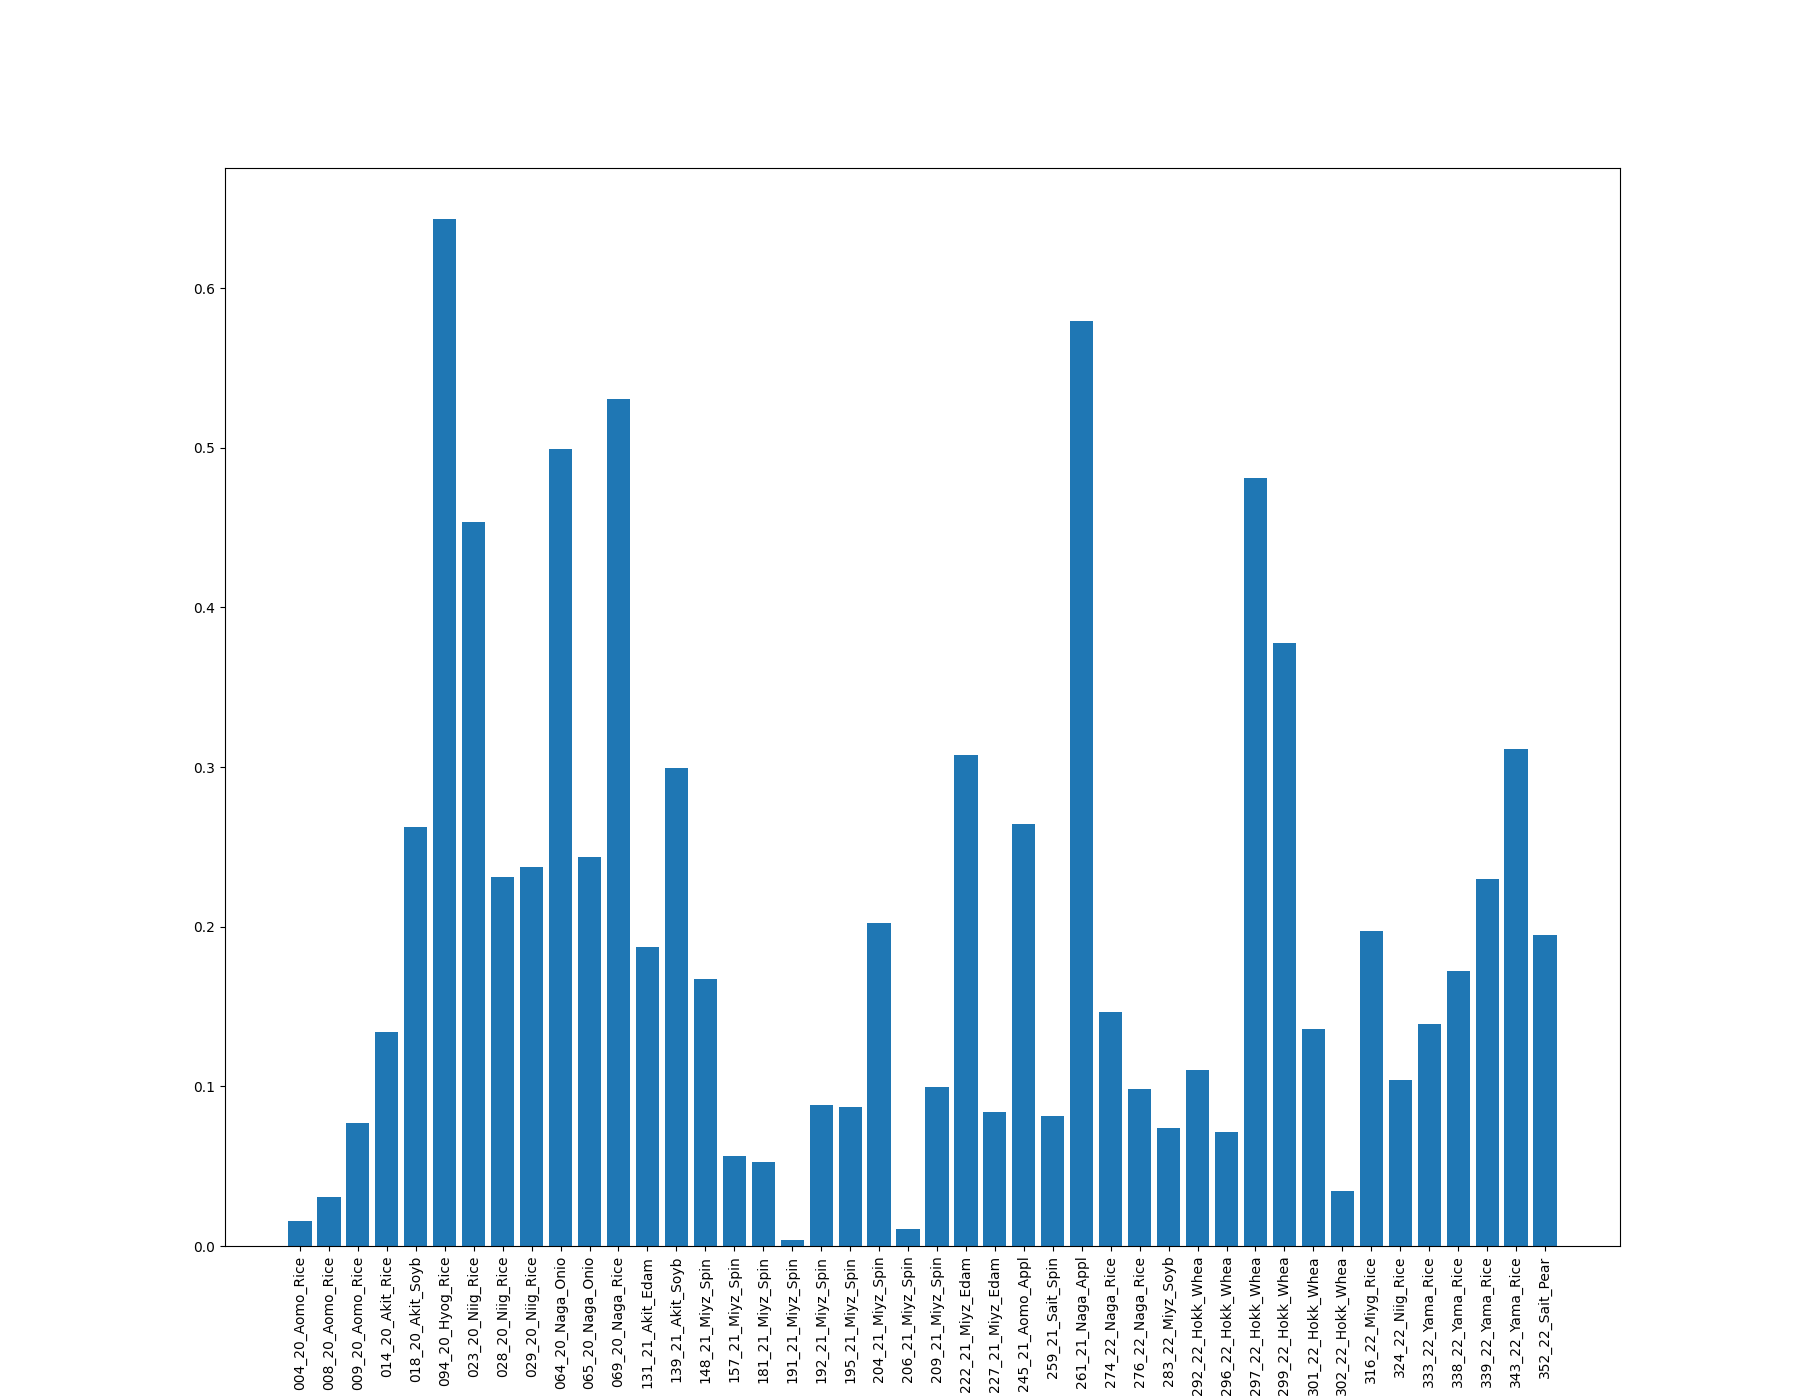 0.6
0.5
0.4
0.3
0.2
0.1
0.0
004_20_Aomo_Rice
008_20_Aomo_Rice
009_20_Aomo_Rice
014_20_Akit_Rice
018_20_Akit_Soyb
094_20_Hyog_Rice
023_20_Niig_Rice
028_20_Niig_Rice
029_20_Niig_Rice
064_20_Naga_Onio
065_20_Naga_Onio
069_20_Naga_Rice
131_21_Akit_Edam
139_21_Akit_Soyb
148_21_Miyz_Spin
157_21_Miyz_Spin
181_21_Miyz_Spin
191_21_Miyz_Spin
192_21_Miyz_Spin
195_21_Miyz_Spin
204_21_Miyz_Spin
206_21_Miyz_Spin
209_21_Miyz_Spin
222_21_Miyz_Edam
227_21_Miyz_Edam
245_21_Aomo_Appl
259_21_Sait_Spin
261_21_Naga_Appl
274_22_Naga_Rice
276_22_Naga_Rice
283_22_Miyz_Soyb
292_22_Hokk_Whea
296_22_Hokk_Whea
297_22_Hokk_Whea
299_22_Hokk_Whea
301_22_Hokk_Whea
302_22_Hokk_Whea
316_22_Miyg_Rice
324_22_Niig_Rice
333_22_Yama_Rice
338_22_Yama_Rice
339_22_Yama_Rice
343_22_Yama_Rice
352_22_Sait_Pear